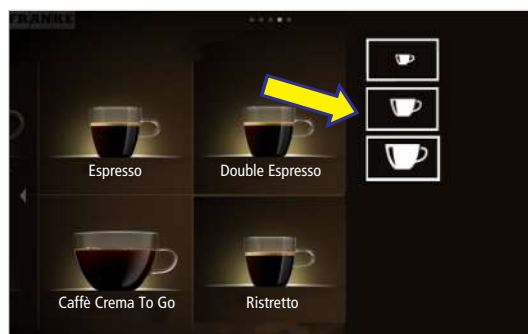 FRANKE
Espresso
Double Espresso
Caffè Crema To Go
Ristretto